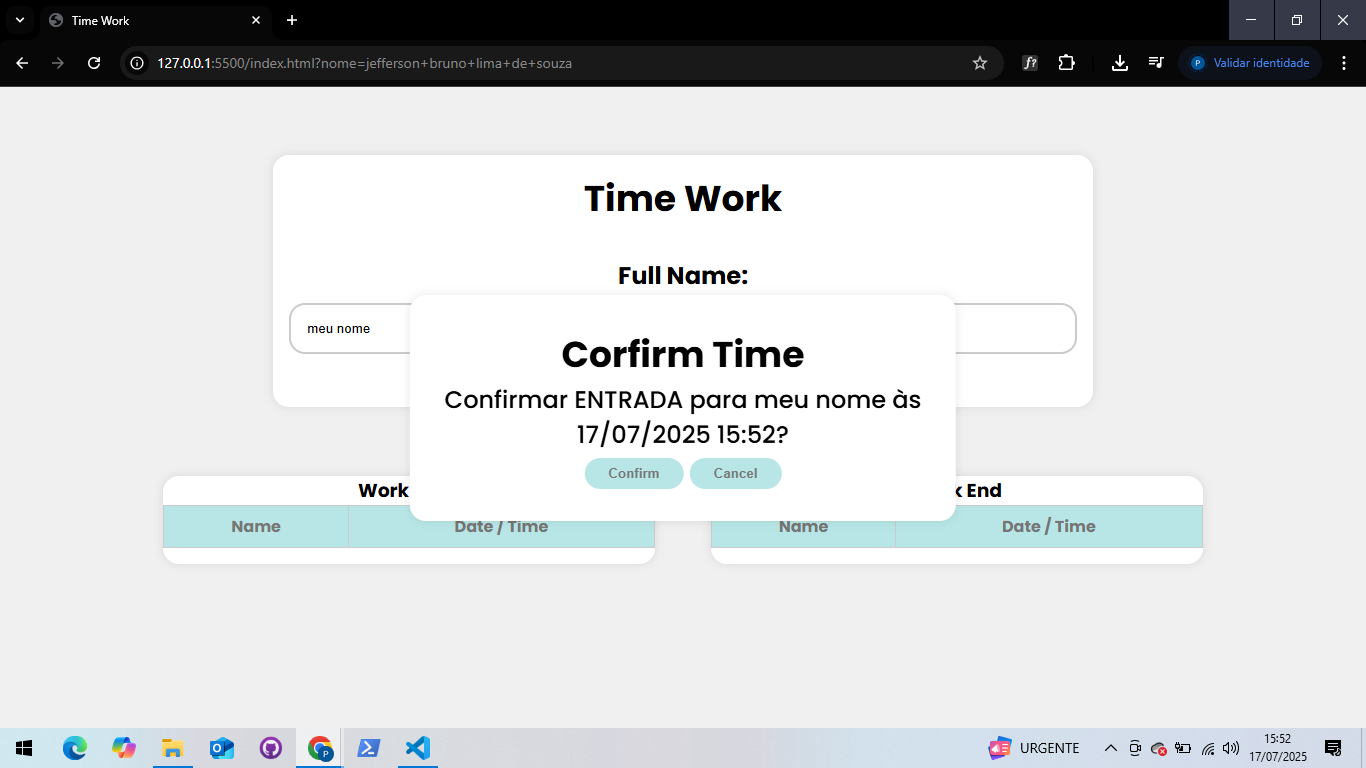 Time Work
127.0.0.1:5500/index.html?nome=jefferson+bruno+lima+de+souza
f?
P
Validar identidade
Time Work
Full Name:
meu nome
Corfirm Time
Confirmar ENTRADA para meu nome às
17/07/2025 15:52?
Confirm
Cancel
Work
Name
Date / Time
End
Name
Date / Time
URGENTE
15:52
17/07/2025